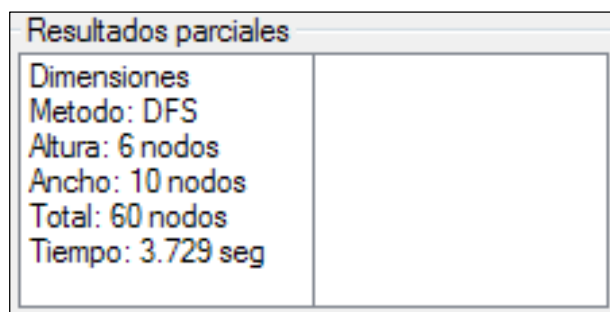 Resultados parciales
Dimensiones
Metodo: DFS
Altura: 6 nodos
Ancho: 10 nodos
Total: 60 nodos
Tiempo: 3.729 seg